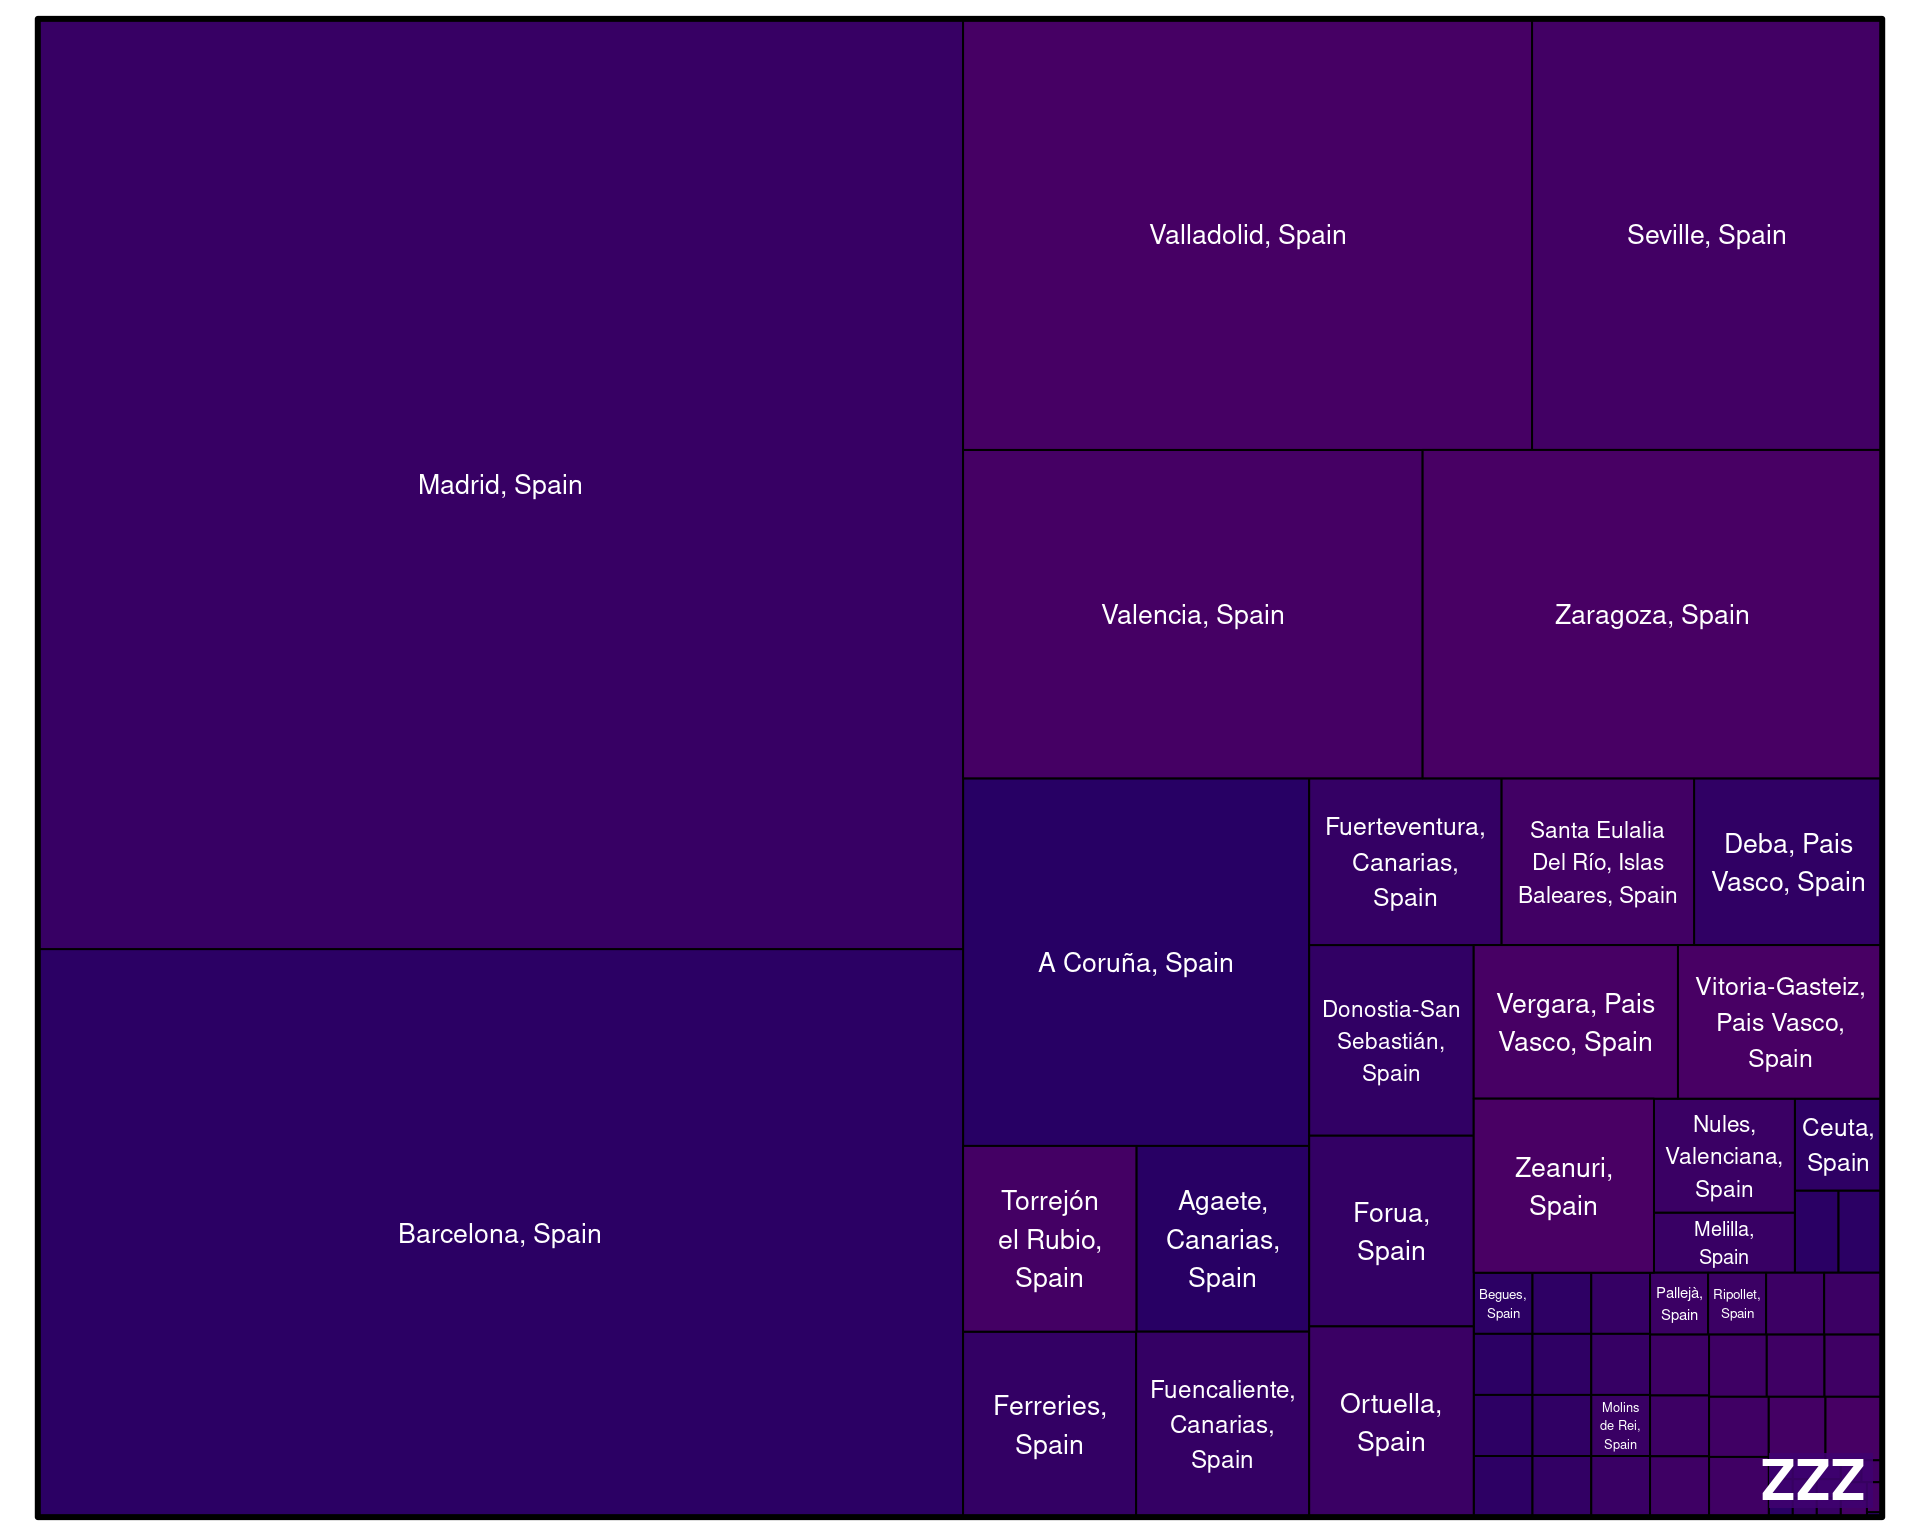 Madrid, Spain
Barcelona, Spain
Valladolid, Spain
Seville, Spain
Valencia, Spain
Zaragoza, Spain
A Coruña, Spain
Fuerteventura,
Canarias,
Spain
Santa Eulalia
Del Río, Islas
Baleares, Spain
Deba, Pais
Vasco, Spain
Donostia-San
Sebastián,
Spain
Vergara, Pais
Vasco, Spain
Vitoria-Gasteiz,
Pais Vasco,
Spain
Torrejón
el Rubio,
Spain
Agaete,
Canarias,
Spain
Forua,
Spain
Zeanuri,
Spain
Nules,
Valenciana,
Spain
Ceuta,
Spain
Melilla,
Spain
Ferreries,
Spain
Fuencaliente,
Canarias,
Spain
Ortuella,
Spain
Begues,
Spain
Pallejà,
Spain
Ripollet,
Spain
Molins
de Rei,
Spain
ZZZ